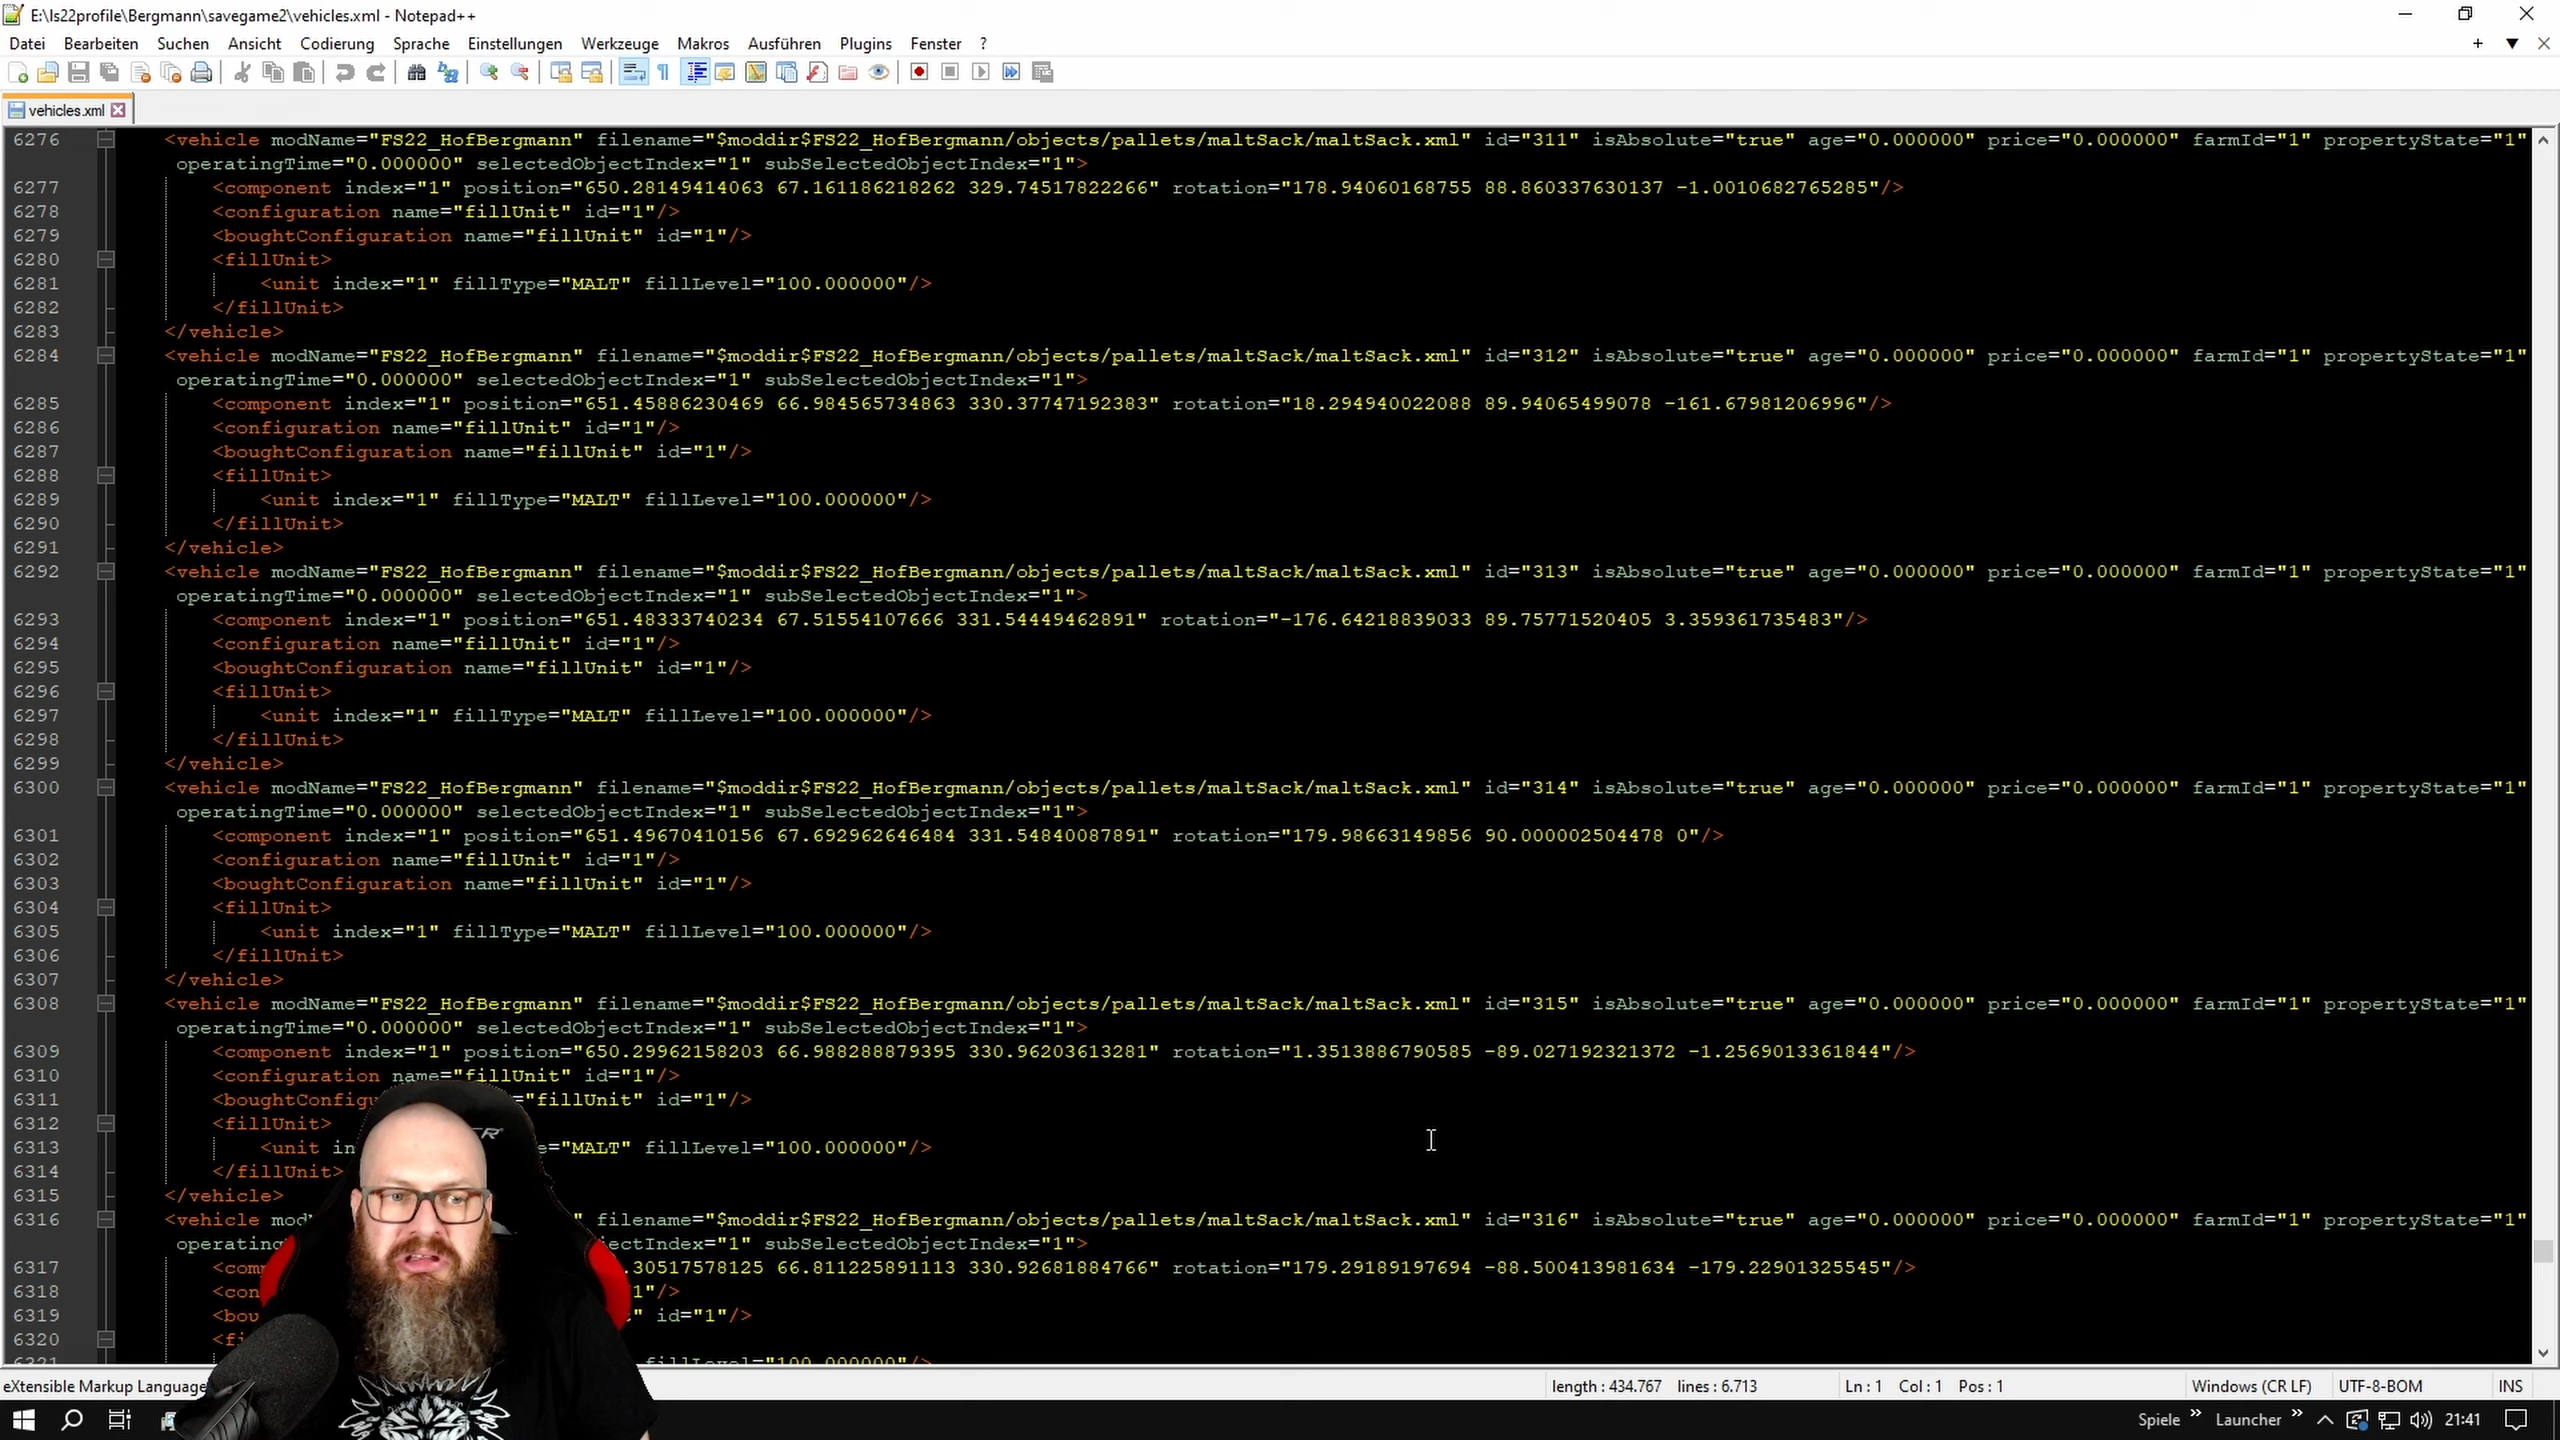 E:\ls22profile\Bergmann\savegame2\vehicles.xml - Notepad++
Datei Bearbeiten Suchen Ansicht Codierung Sprache Einstellungen Werkzeuge Makros Ausführen Plugins Fenster ?
vehicles.xml
6276 <vehicle modName="FS22_HofBergmann" filename="$moddir$FS22_HofBergmann/objects/pallets/maltSack/maltSack.xml" id="311" isAbsolute="true" age="0.000000" price="0.000000" farmId="1" propertyState="1"
operatingTime="0.000000" selectedObjectIndex="1" subSelectedObjectIndex="1">
6277 <component index="1" position="650.28149414063 67.161186218262 329.74517822266" rotation="178.94060168755 88.860337630137 -1.0010682765285"/>
6278 <configuration name="fillUnit" id="1"/>
6279 <boughtConfiguration name="fillUnit" id="1"/>
6280 <fillUnit>
6281 <unit index="1" fillType="MALT" fillLevel="100.000000"/>
6282 </fillUnit>
6283 </vehicle>
6284 <vehicle modName="FS22_HofBergmann" filename="$moddir$FS22_HofBergmann/objects/pallets/maltSack/maltSack.xml" id="312" isAbsolute="true" age="0.000000" price="0.000000" farmId="1" propertyState="1"
operatingTime="0.000000" selectedObjectIndex="1" subSelectedObjectIndex="1">
6285 <component index="1" position="651.45886230469 66.984565734863 330.37747192383" rotation="18.294940022088 89.94065499078 -161.67981206996"/>
6286 <configuration name="fillUnit" id="1"/>
6287 <boughtConfiguration name="fillUnit" id="1"/>
6288 <fillUnit>
6289 <unit index="1" fillType="MALT" fillLevel="100.000000"/>
6290 </fillUnit>
6291 </vehicle>
6292 <vehicle modName="FS22_HofBergmann" filename="$moddir$FS22_HofBergmann/objects/pallets/maltSack/maltSack.xml" id="313" isAbsolute="true" age="0.000000" price="0.000000" farmId="1" propertyState="1"
operatingTime="0.000000" selectedObjectIndex="1" subSelectedObjectIndex="1">
6293 <component index="1" position="651.48333740234 67.51554107666 331.54449462891" rotation="-176.64218839033 89.75771520405 3.359361735483"/>
6294 <configuration name="fillUnit" id="1"/>
6295 <boughtConfiguration name="fillUnit" id="1"/>
6296 <fillUnit>
6297 <unit index="1" fillType="MALT" fillLevel="100.000000"/>
6298 </fillUnit>
6299 </vehicle>
6300 <vehicle modName="FS22_HofBergmann" filename="$moddir$FS22_HofBergmann/objects/pallets/maltSack/maltSack.xml" id="314" isAbsolute="true" age="0.000000" price="0.000000" farmId="1" propertyState="1"
operatingTime="0.000000" selectedObjectIndex="1" subSelectedObjectIndex="1">
6301 <component index="1" position="651.49670410156 67.692962646484 331.54840087891" rotation="179.98663149856 90.000002504478 0"/>
6302 <configuration name="fillUnit" id="1"/>
6303 <boughtConfiguration name="fillUnit" id="1"/>
6304 <fillUnit>
6305 <unit index="1" fillType="MALT" fillLevel="100.000000"/>
6306 </fillUnit>
6307 </vehicle>
6308 <vehicle modName="FS22_HofBergmann" filename="$moddir$FS22_HofBergmann/objects/pallets/maltSack/maltSack.xml" id="315" isAbsolute="true" age="0.000000" price="0.000000" farmId="1" propertyState="1"
operatingTime="0.000000" selectedObjectIndex="1" subSelectedObjectIndex="1">
6309 <component index="1" position="650.29962158203 66.988288879395 330.96203613281" rotation="1.3513886790585 -89.027192321372 -1.2569013361844"/>
6310 <configuration name="fillUnit" id="1"/>
6311 <boughtConfigu ="fillUnit" id="1"/>
6312 <fillUnit>
6313 <unit in e="MALT" fillLevel="100.000000"/>
6314 </fillUnit>
6315 </vehicle>
6316 <vehicle mod " filename="$moddir$FS22_HofBergmann/objects/pallets/maltSack/maltSack.xml" id="316" isAbsolute="true" age="0.000000" price="0.000000" farmId="1" propertyState="1"
operating ectIndex="1" subSelectedObjectIndex="1">
6317 <com .30517578125 66.811225891113 330.92681884766" rotation="179.29189197694 -88.500413981634 -179.22901325545"/>
6318 <con 1"/>
6319 <bou " id="1"/>
6320 <fi
6321 fillLevel="100.000000"/>
eXtensible Markup Language length : 434.767 lines : 6.713 Ln : 1 Col : 1 Pos : 1 Windows (CR LF) UTF-8-BOM INS
Spiele » Launcher » 21:41